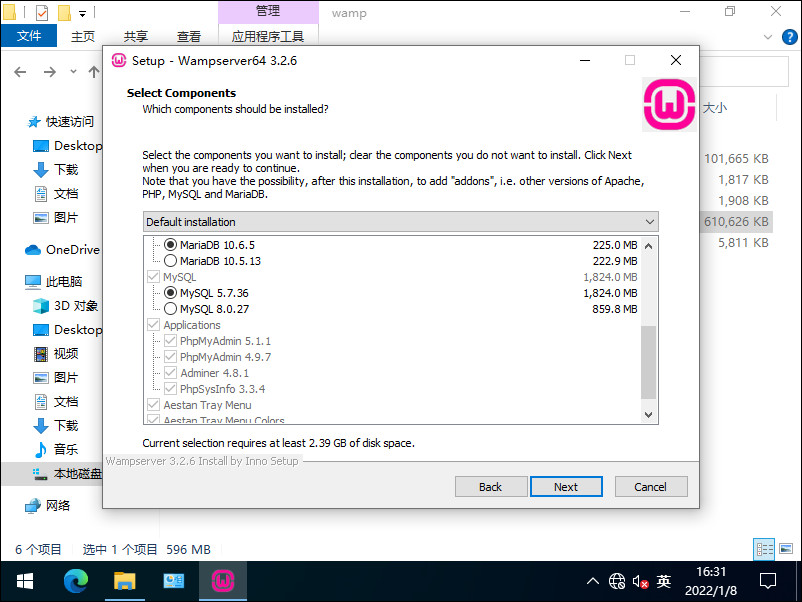 管理
wamp
文件
主页
共享
查看
应用程序工具
Setup - Wampserver64 3.2.6
Select Components
Which components should be installed?
Select the components you want to install; clear the components you do not want to install. Click Next
when you are ready to continue.
Note that you have the possibility, after this installation, to add "addons", i.e. other versions of Apache,
PHP, MySQL and MariaDB.
Default installation
MariaDB 10.6.5 225.0 MB
MariaDB 10.5.13 222.9 MB
MySQL 1,824.0 MB
MySQL 5.7.36 1,824.0 MB
MySQL 8.0.27 859.8 MB
Applications
PhpMyAdmin 5.1.1
PhpMyAdmin 4.9.7
Adminer 4.8.1
PhpSysInfo 3.3.4
Aestan Tray Menu
Aestan Tray Menu Colors
Current selection requires at least 2.39 GB of disk space.
Wampserver 3.2.6 Install by Inno Setup
Back
Next
Cancel
快速访问
Desktop
下载
文档
图片
OneDrive
此电脑
3D 对象
Desktop
视频
图片
文档
下载
音乐
本地磁盘
网络
大小
101,665 KB
1,817 KB
1,908 KB
610,626 KB
5,811 KB
6 个项目
选中 1 个项目 596 MB
英
16:31
2022/1/8